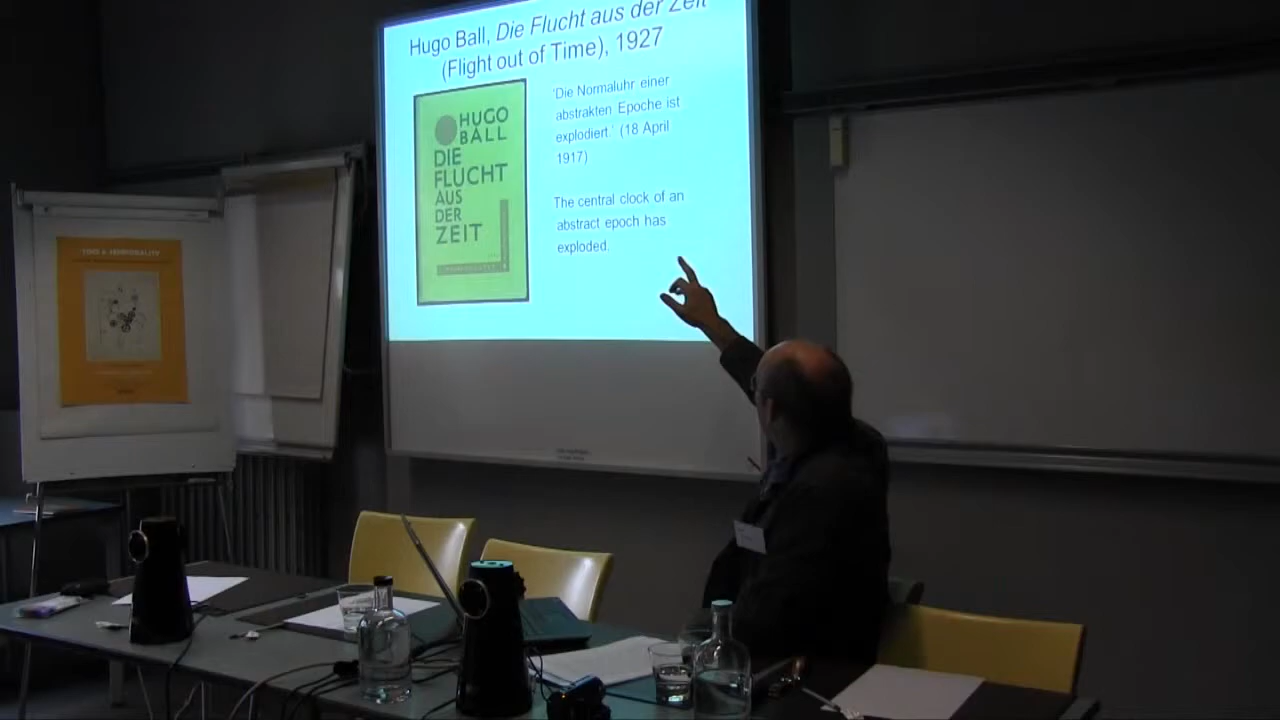 Hugo Ball, Die Flucht aus der Zeit
(Flight out of Time), 1927
HUGO
BALL
DIE
FLUCHT
AUS
DER
ZEIT
'Die Normaluhr einer
abstrakten Epoche ist
explodiert.' (18 April
1917)
The central clock of an
abstract epoch has
exploded.
TIME & TEMPORALITY